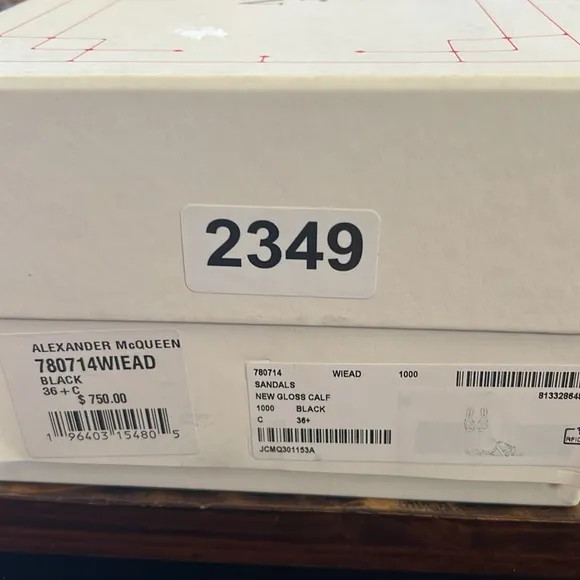 2349
ALEXANDER McQUEEN
780714WIEAD
BLACK
36+C
$ 750.00
1 96403 15480 5
780714 WIEAD 1000
SANDALS
NEW GLOSS CALF
1000 BLACK
C 36+
JCMQ301153A